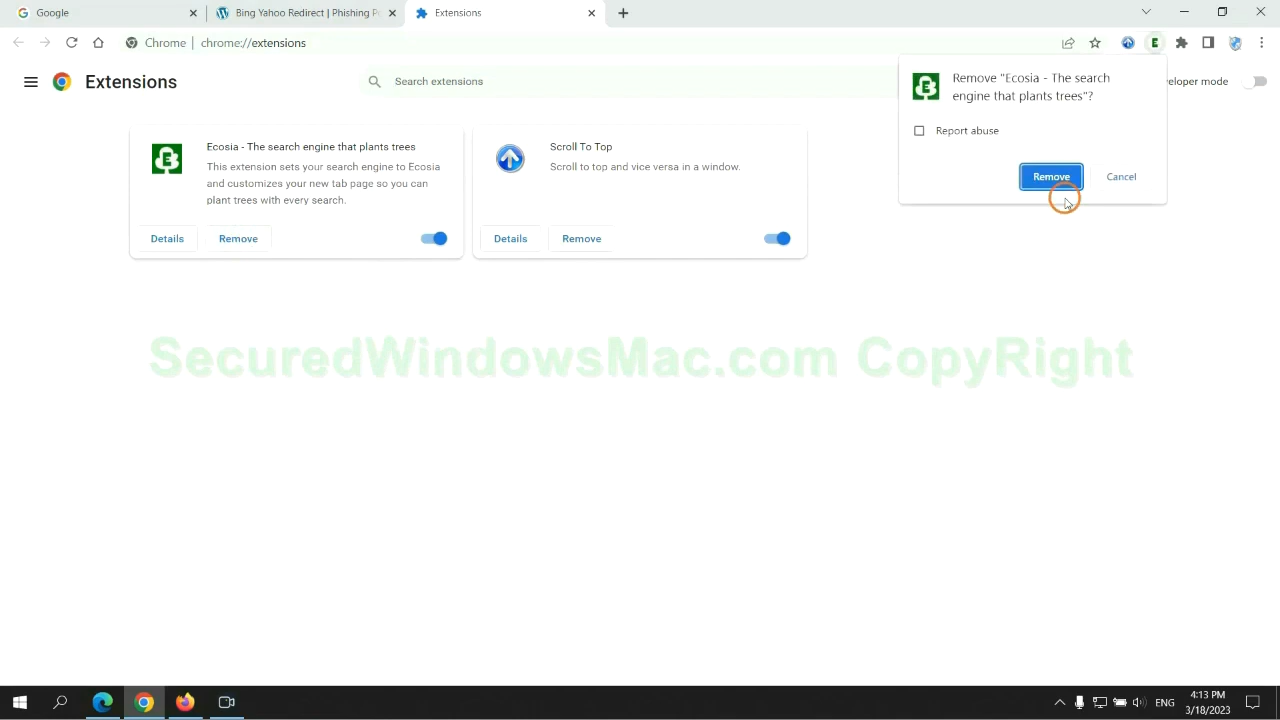 Google
Bing Yahoo Redirect | Phishing P
Extensions
Chrome | chrome://extensions
Extensions
Search extensions
veloper mode
Remove "Ecosia - The search
engine that plants trees"?
Report abuse
Remove
Cancel
Ecosia - The search engine that plants trees
This extension sets your search engine to Ecosia
and customizes your new tab page so you can
plant trees with every search.
Details
Remove
Scroll To Top
Scroll to top and vice versa in a window.
Details
Remove
SecuredWindowsMac.com CopyRight
ENG
4:13 PM
3/18/2023